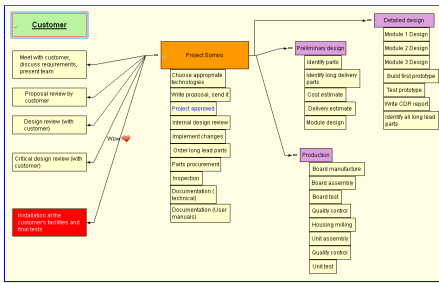 Customer
Meet with customer,
discuss requirements,
present team
Proposal review by
customer
Design review (with
customer)
Critical design review (with
customer)
Installation at the
customer's facilities and
final tests
Wow!
Project Somiro
Choose appropriate
technologies
Write proposal, send it
Project approved
Internal design review
Implement changes
Order long lead parts
Parts procurement
Inspection
Documentation (
technical)
Documentation (User
manuals)
Preliminary design
Identify parts
Identify long delivery
parts
Cost estimate
Delivery estimate
Module design
Production
Board manufacture
Board assembly
Board test
Quality control
Housing milling
Unit assembly
Quality control
Unit test
Detailed design
Module 1 Design
Module 2 Design
Module 3 Design
Build first prototype
Test prototype
Write CDR report
Identify all long lead
parts